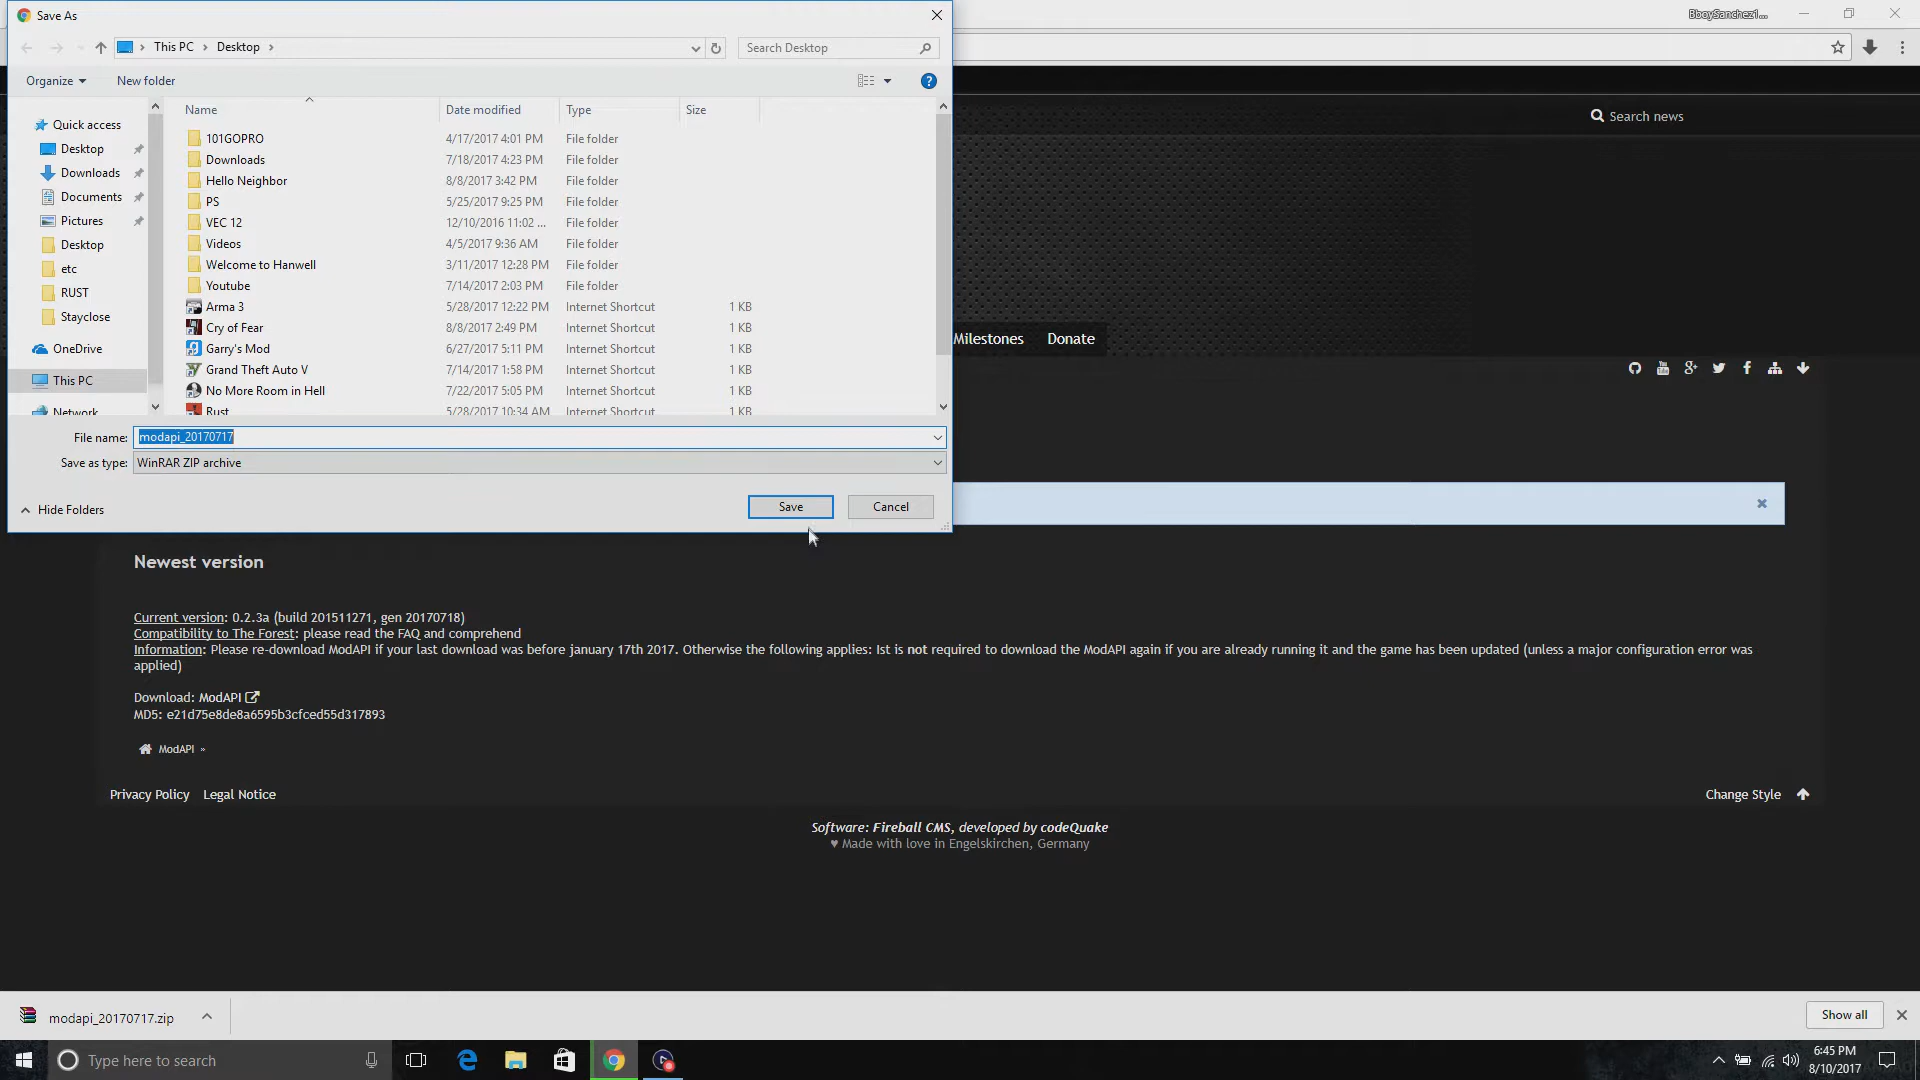 Save As
BboySanchez1...
This PC > Desktop >
Search Desktop
Organize
New folder
Name Date modified Type Size
Quick access
Desktop
Downloads
Documents
Pictures
Desktop
etc
RUST
Stayclose
OneDrive
This PC
Network
101GOPRO 4/17/2017 4:01 PM File folder
Downloads 7/18/2017 4:23 PM File folder
Hello Neighbor 8/8/2017 3:42 PM File folder
PS 5/25/2017 9:25 PM File folder
VEC 12 12/10/2016 11:02 ... File folder
Videos 4/5/2017 9:36 AM File folder
Welcome to Hanwell 3/11/2017 12:28 PM File folder
Youtube 7/14/2017 2:03 PM File folder
Arma 3 5/28/2017 12:22 PM Internet Shortcut 1 KB
Cry of Fear 8/8/2017 2:49 PM Internet Shortcut 1 KB
Garry's Mod 6/27/2017 5:11 PM Internet Shortcut 1 KB
Grand Theft Auto V 7/14/2017 1:58 PM Internet Shortcut 1 KB
No More Room in Hell 7/22/2017 5:05 PM Internet Shortcut 1 KB
Rust 5/28/2017 10:34 AM Internet Shortcut 1 KB
File name: modapi_20170717
Save as type: WinRAR ZIP archive
Hide Folders
Save
Cancel
Search news
Milestones Donate
Newest version
Current version: 0.2.3a (build 201511271, gen 20170718)
Compatibility to The Forest: please read the FAQ and comprehend
Information: Please re-download ModAPI if your last download was before january 17th 2017. Otherwise the following applies: Ist is not required to download the ModAPI again if you are already running it and the game has been updated (unless a major configuration error was
applied)
Download: ModAPI
MD5: e21d75e8de8a6595b3cfced55d317893
ModAPI »
Privacy Policy Legal Notice
Change Style
Software: Fireball CMS, developed by codeQuake
♥ Made with love in Engelskirchen, Germany
modapi_20170717.zip
Show all
Type here to search
6:45 PM
8/10/2017